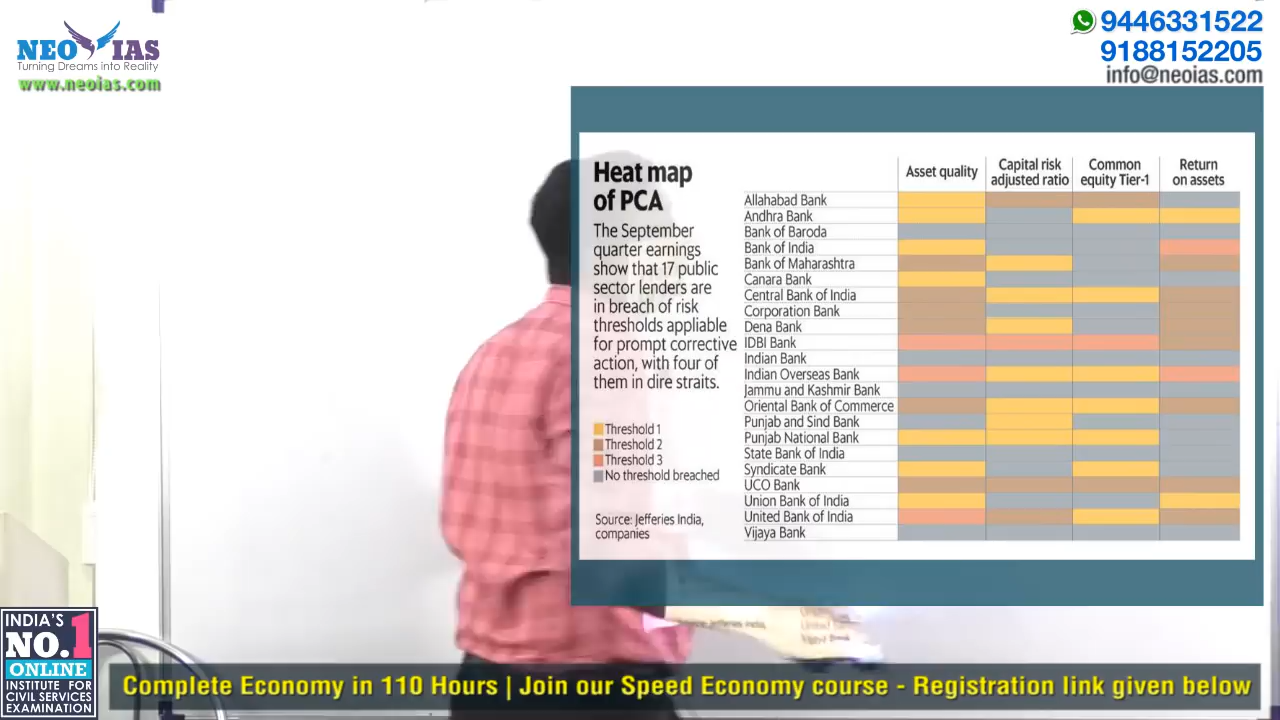 NEO IAS
Turning Dreams into Reality
www.neoias.com
9446331522
9188152205
info@neoias.com
Heat map
of PCA
The September
quarter earnings
show that 17 public
sector lenders are
in breach of risk
thresholds appliable
for prompt corrective
action, with four of
them in dire straits.
Threshold 1
Threshold 2
Threshold 3
No threshold breached
Source: Jefferies India,
companies
Asset quality
Capital risk
adjusted ratio
Common
equity Tier-1
Return
on assets
Allahabad Bank
Andhra Bank
Bank of Baroda
Bank of India
Bank of Maharashtra
Canara Bank
Central Bank of India
Corporation Bank
Dena Bank
IDBI Bank
Indian Bank
Indian Overseas Bank
Jammu and Kashmir Bank
Oriental Bank of Commerce
Punjab and Sind Bank
Punjab National Bank
State Bank of India
Syndicate Bank
UCO Bank
Union Bank of India
United Bank of India
Vijaya Bank
INDIA'S
NO.1
ONLINE
INSTITUTE FOR
CIVIL SERVICES
EXAMINATION
Complete Economy in 110 Hours | Join our Speed Economy course - Registration link given below